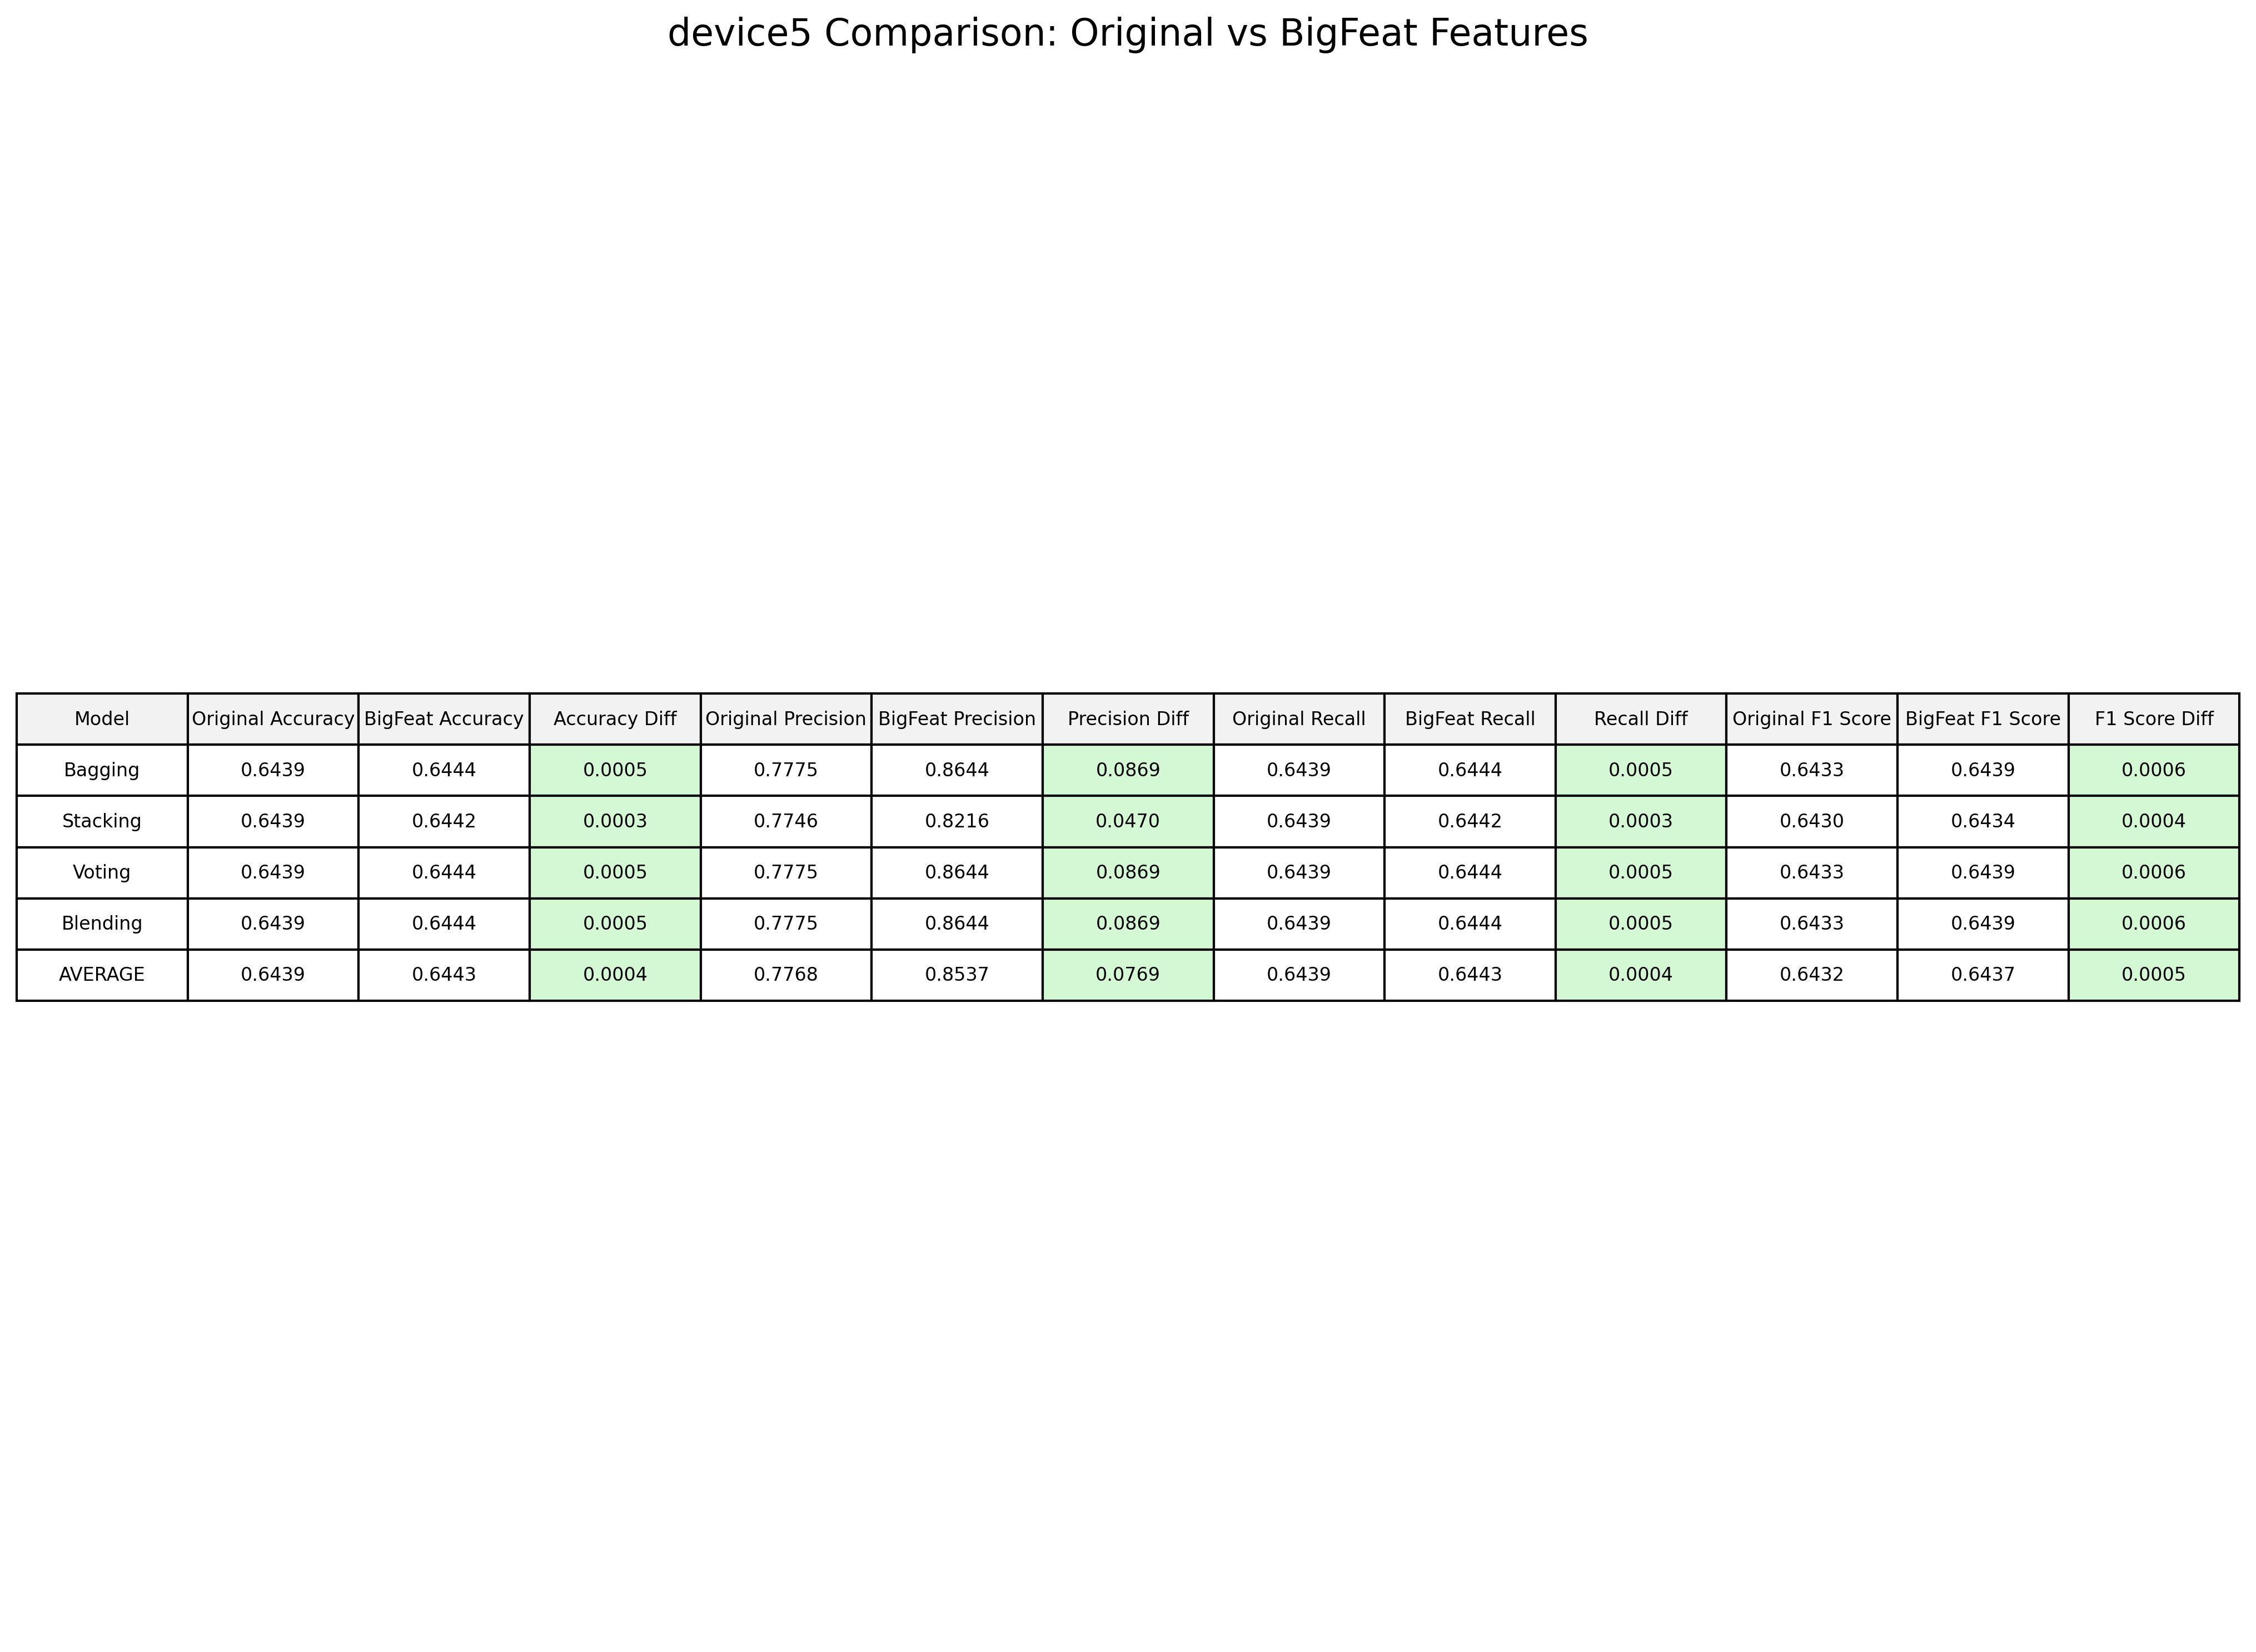 device5 Comparison: Original vs BigFeat Features
Model Original Accuracy BigFeat Accuracy Accuracy Diff Original Precision BigFeat Precision Precision Diff Original Recall BigFeat Recall Recall Diff Original F1 Score BigFeat F1 Score F1 Score Diff
Bagging 0.6439 0.6444 0.0005 0.7775 0.8644 0.0869 0.6439 0.6444 0.0005 0.6433 0.6439 0.0006
Stacking 0.6439 0.6442 0.0003 0.7746 0.8216 0.0470 0.6439 0.6442 0.0003 0.6430 0.6434 0.0004
Voting 0.6439 0.6444 0.0005 0.7775 0.8644 0.0869 0.6439 0.6444 0.0005 0.6433 0.6439 0.0006
Blending 0.6439 0.6444 0.0005 0.7775 0.8644 0.0869 0.6439 0.6444 0.0005 0.6433 0.6439 0.0006
AVERAGE 0.6439 0.6443 0.0004 0.7768 0.8537 0.0769 0.6439 0.6443 0.0004 0.6432 0.6437 0.0005